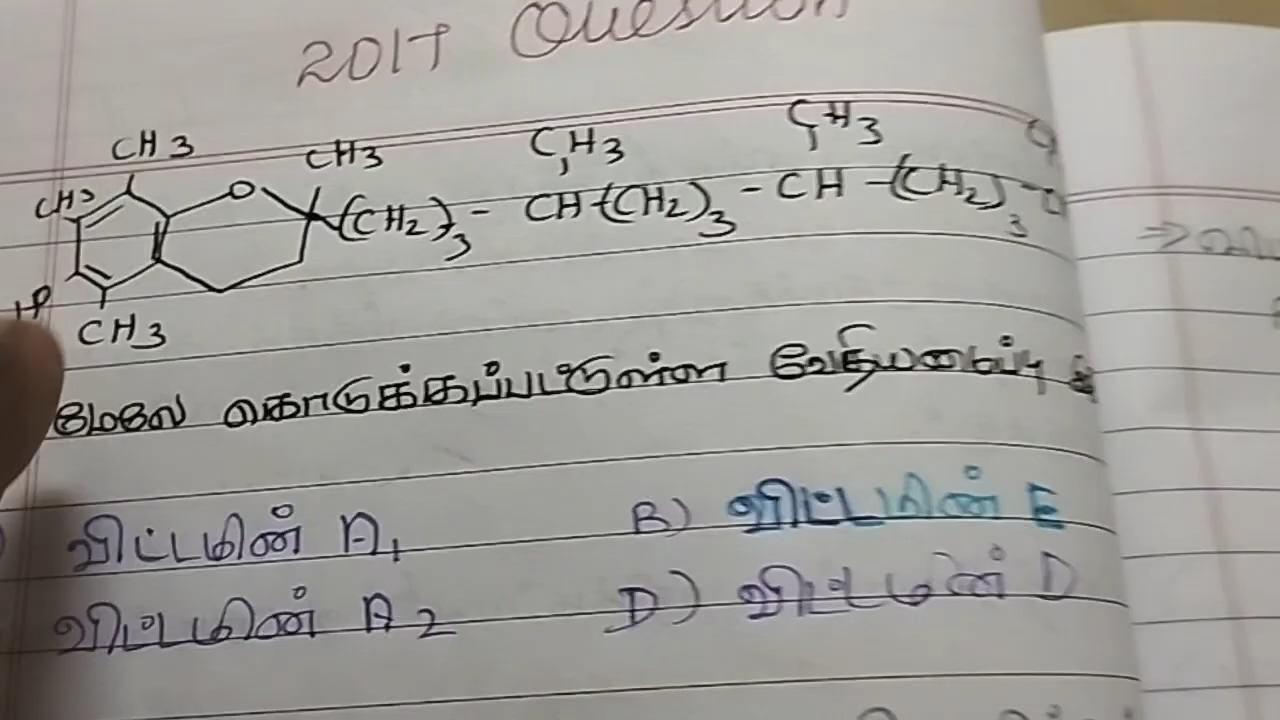 2017 Question
CH3 CH3 CH3 CH3
CH3 O (CH2)3 - CH-(CH2)3 - CH -(CH2)3 -
CH3
மேலே கொடுக்கப்பட்டுள்ள வேதியமைப்பு
விட்டமின் A1 B) விட்டமின் E
விட்டமின் A2 D) விட்டமின் D